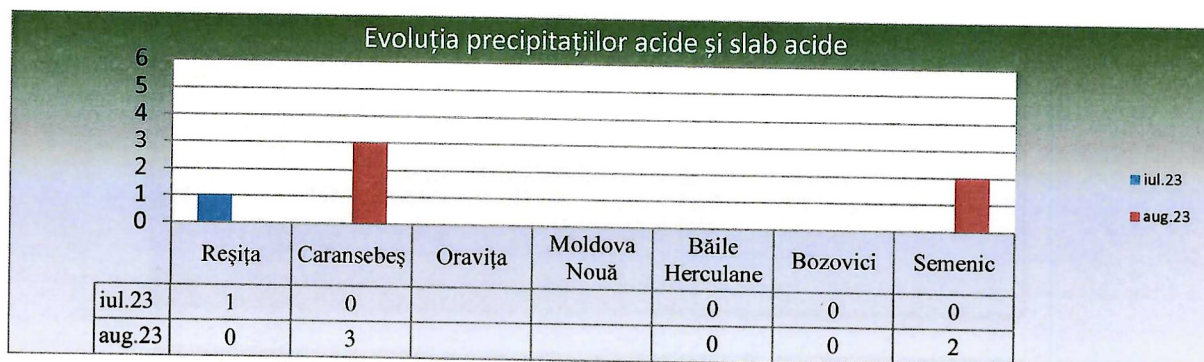 Evoluția precipitațiilor acide și slab acide
6
5
4
3
2
1
0
iul.23
aug.23
Reșița Caransebeș Oravița Moldova Nouă Băile Herculane Bozovici Semenic
iul.23 1 0 0 0 0
aug.23 0 3 0 0 2